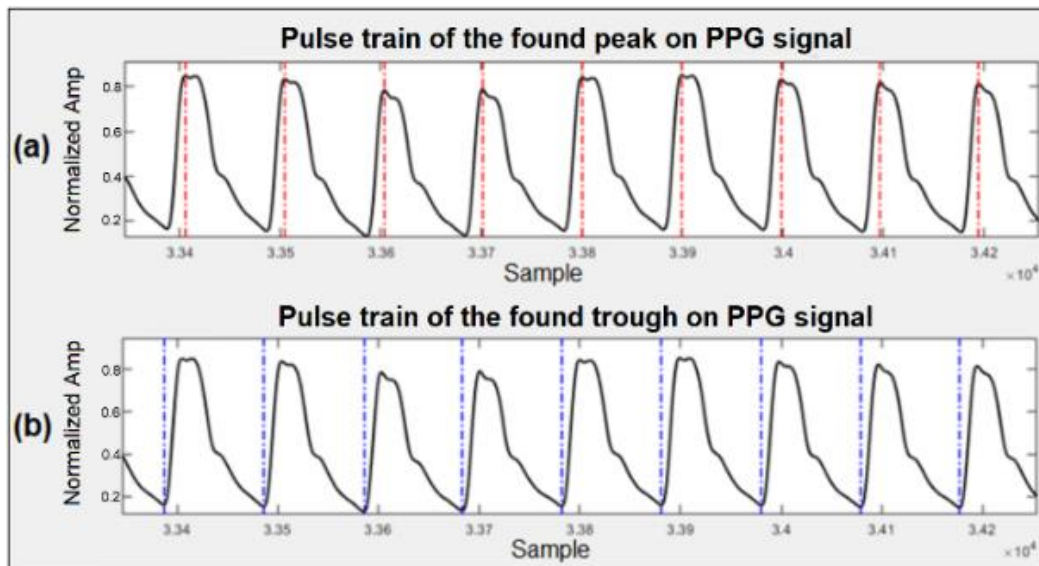 Pulse train of the found peak on PPG signal
(a)
Normalized Amp
0.8
0.6
0.4
0.2
3.34 3.35 3.36 3.37 3.38 3.39 3.4 3.41 3.42
Sample
×10⁴
Pulse train of the found trough on PPG signal
(b)
Normalized Amp
0.8
0.6
0.4
0.2
3.34 3.35 3.36 3.37 3.38 3.39 3.4 3.41 3.42
Sample
×10⁴